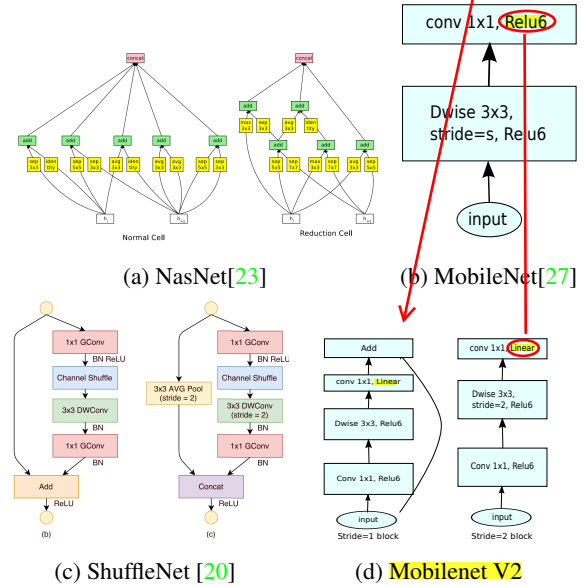 concat
add
add
add
add
add
sep 3x3
iden tity
sep 5x5
sep 3x3
avg 3x3
iden tity
avg 3x3
avg 3x3
sep 5x5
sep 3x3
h_i
h_{i-1}
Normal Cell
concat
max 3x3
add
sep 3x3
avg 3x3
add
iden tity
add
add
add
sep 5x5
sep 7x7
max 3x3
sep 7x7
avg 3x3
sep 5x5
h_i
h_{i-1}
Reduction Cell
(a) NasNet[23]
conv 1x1, Relu6
Dwise 3x3,
stride=s, Relu6
input
(b) MobileNet[27]
1x1 GConv
BN ReLU
Channel Shuffle
3x3 DWConv
BN
1x1 GConv
BN
Add
ReLU
(b)
3x3 AVG Pool
(stride = 2)
1x1 GConv
BN ReLU
Channel Shuffle
3x3 DWConv
(stride = 2)
BN
1x1 GConv
BN
Concat
ReLU
(c)
(c) ShuffleNet [20]
Add
conv 1x1, Linear
Dwise 3x3, Relu6
Conv 1x1, Relu6
input
Stride=1 block
conv 1x1, Linear
Dwise 3x3,
stride=2, Relu6
Conv 1x1, Relu6
input
Stride=2 block
(d) Mobilenet V2